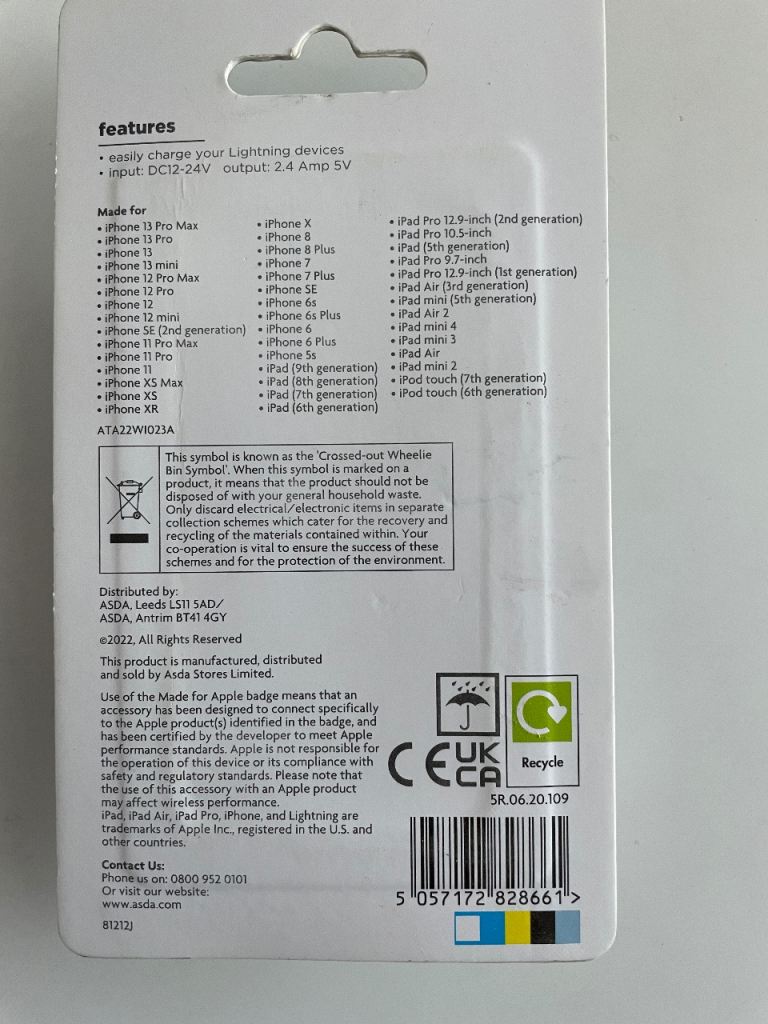 features
• easily charge your Lightning devices
• input: DC12-24V output: 2.4 Amp 5V
Made for
• iPhone 13 Pro Max
• iPhone 13 Pro
• iPhone 13
• iPhone 13 mini
• iPhone 12 Pro Max
• iPhone 12 Pro
• iPhone 12
• iPhone 12 mini
• iPhone SE (2nd generation)
• iPhone 11 Pro Max
• iPhone 11 Pro
• iPhone 11
• iPhone XS Max
• iPhone XS
• iPhone XR
• iPhone X
• iPhone 8
• iPhone 8 Plus
• iPhone 7
• iPhone 7 Plus
• iPhone SE
• iPhone 6s
• iPhone 6s Plus
• iPhone 6
• iPhone 6 Plus
• iPhone 5s
• iPad (9th generation)
• iPad (8th generation)
• iPad (7th generation)
• iPad (6th generation)
• iPad Pro 12.9-inch (2nd generation)
• iPad Pro 10.5-inch
• iPad (5th generation)
• iPad Pro 9.7-inch
• iPad Pro 12.9-inch (1st generation)
• iPad Air (3rd generation)
• iPad mini (5th generation)
• iPad Air 2
• iPad mini 4
• iPad mini 3
• iPad Air
• iPad mini 2
• iPod touch (7th generation)
• iPod touch (6th generation)
ATA22WI023A
This symbol is known as the 'Crossed-out Wheelie
Bin Symbol'. When this symbol is marked on a
product, it means that the product should not be
disposed of with your general household waste.
Only discard electrical/electronic items in separate
collection schemes which cater for the recovery and
recycling of the materials contained within. Your
co-operation is vital to ensure the success of these
schemes and for the protection of the environment.
Distributed by:
ASDA, Leeds LS11 5AD/
ASDA, Antrim BT41 4GY
©2022, All Rights Reserved
This product is manufactured, distributed
and sold by Asda Stores Limited.
Use of the Made for Apple badge means that an
accessory has been designed to connect specifically
to the Apple product(s) identified in the badge, and
has been certified by the developer to meet Apple
performance standards. Apple is not responsible for
the operation of this device or its compliance with
safety and regulatory standards. Please note that
the use of this accessory with an Apple product
may affect wireless performance.
iPad, iPad Air, iPad Pro, iPhone, and Lightning are
trademarks of Apple Inc., registered in the U.S. and
other countries.
Contact Us:
Phone us on: 0800 952 0101
Or visit our website:
www.asda.com
81212J
CE UK
CA
Recycle
5R.06.20.109
5 057172 828661 >